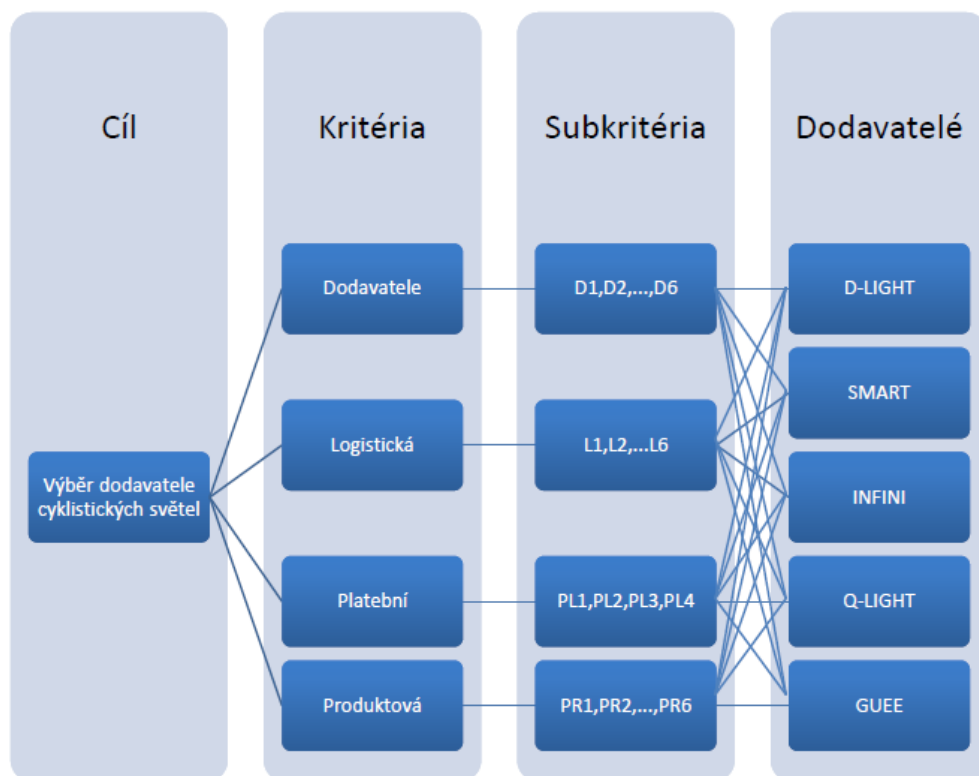 Cíl
Kritéria
Subkritéria
Dodavatelé
Dodavatele
D1,D2,...,D6
D-LIGHT
SMART
Logistická
L1,L2,...L6
Výběr dodavatele
cyklistických světel
INFINI
Platební
PL1,PL2,PL3,PL4
Q-LIGHT
Produktová
PR1,PR2,...,PR6
GUEE